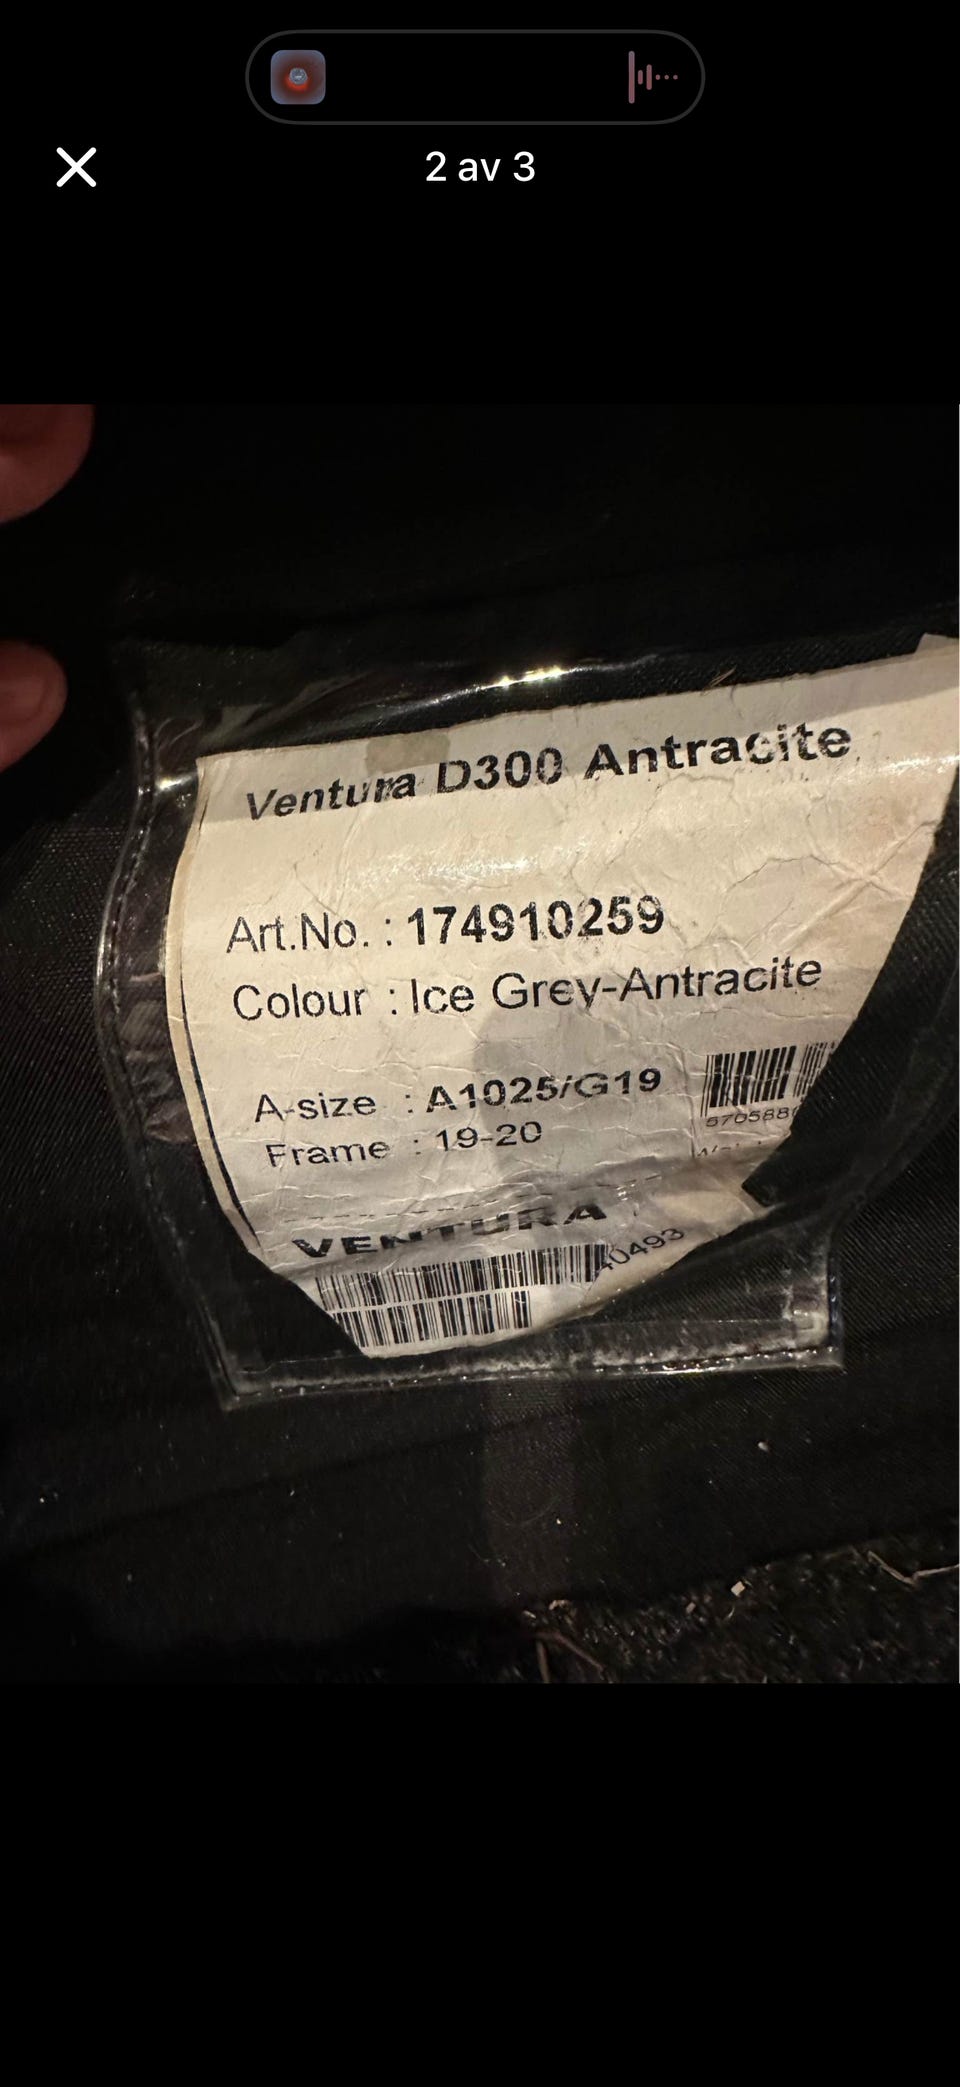 2 av 3
Ventura D300 Antracite
Art.No. : 174910259
Colour : Ice Grey-Antracite
A-size : A1025/G19
Frame : 19-20
VENTURA